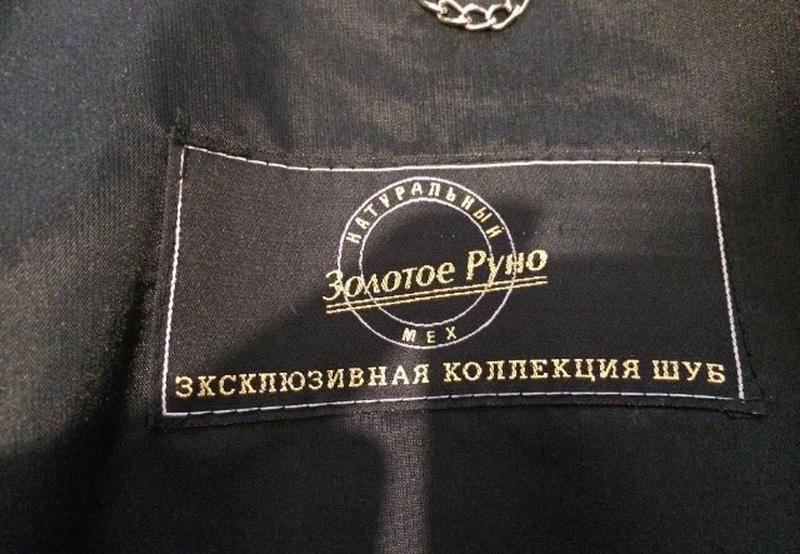 НАТУРАЛЬНЫЙ
Золотое Руно
МЕХ
ЭКСКЛЮЗИВНАЯ КОЛЛЕКЦИЯ ШУБ